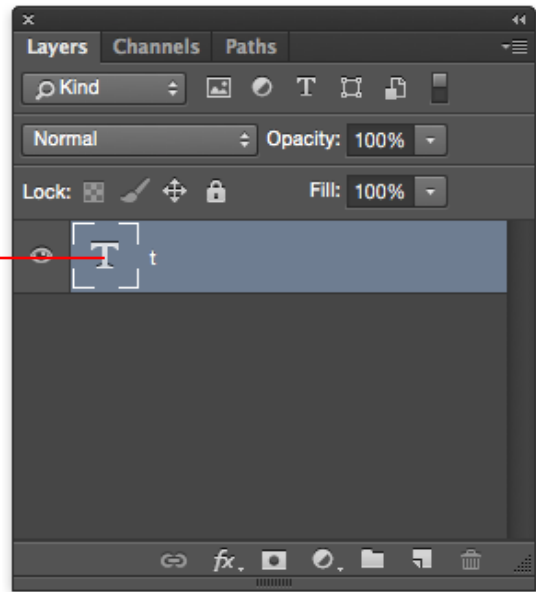 Layers Channels Paths
Kind T
Normal Opacity: 100%
Lock: Fill: 100%
T t
fx.